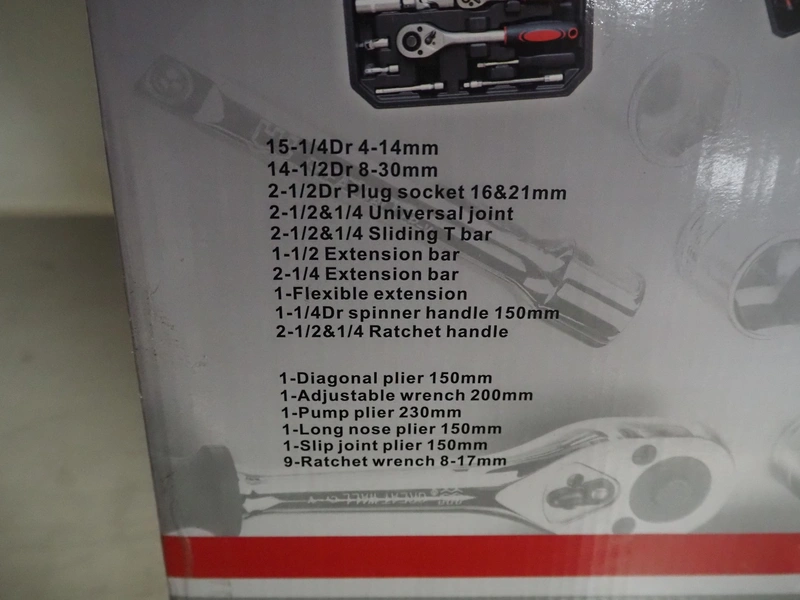 15-1/4Dr 4-14mm
14-1/2Dr 8-30mm
2-1/2Dr Plug socket 16&21mm
2-1/2&1/4 Universal joint
2-1/2&1/4 Sliding T bar
1-1/2 Extension bar
2-1/4 Extension bar
1-Flexible extension
1-1/4Dr spinner handle 150mm
2-1/2&1/4 Ratchet handle
1-Diagonal plier 150mm
1-Adjustable wrench 200mm
1-Pump plier 230mm
1-Long nose plier 150mm
1-Slip joint plier 150mm
9-Ratchet wrench 8-17mm